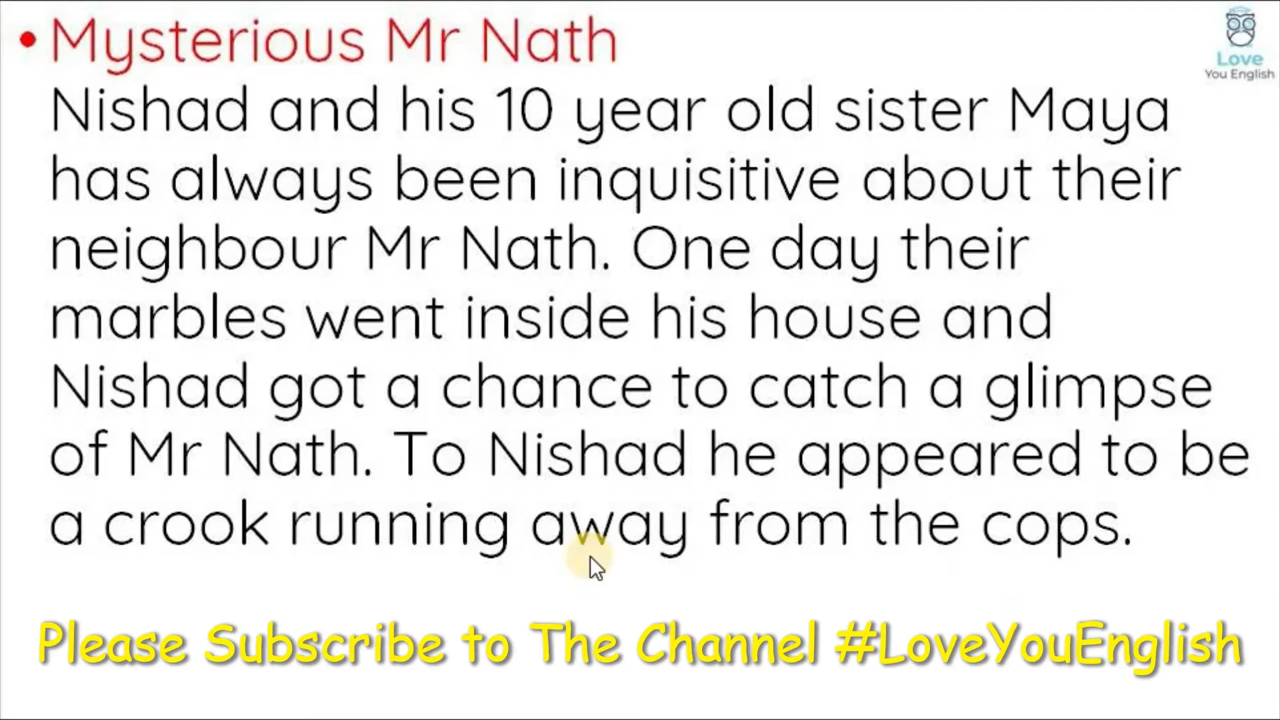 • Mysterious Mr Nath
Love
You English
Nishad and his 10 year old sister Maya
has always been inquisitive about their
neighbour Mr Nath. One day their
marbles went inside his house and
Nishad got a chance to catch a glimpse
of Mr Nath. To Nishad he appeared to be
a crook running away from the cops.
Please Subscribe to The Channel #LoveYouEnglish